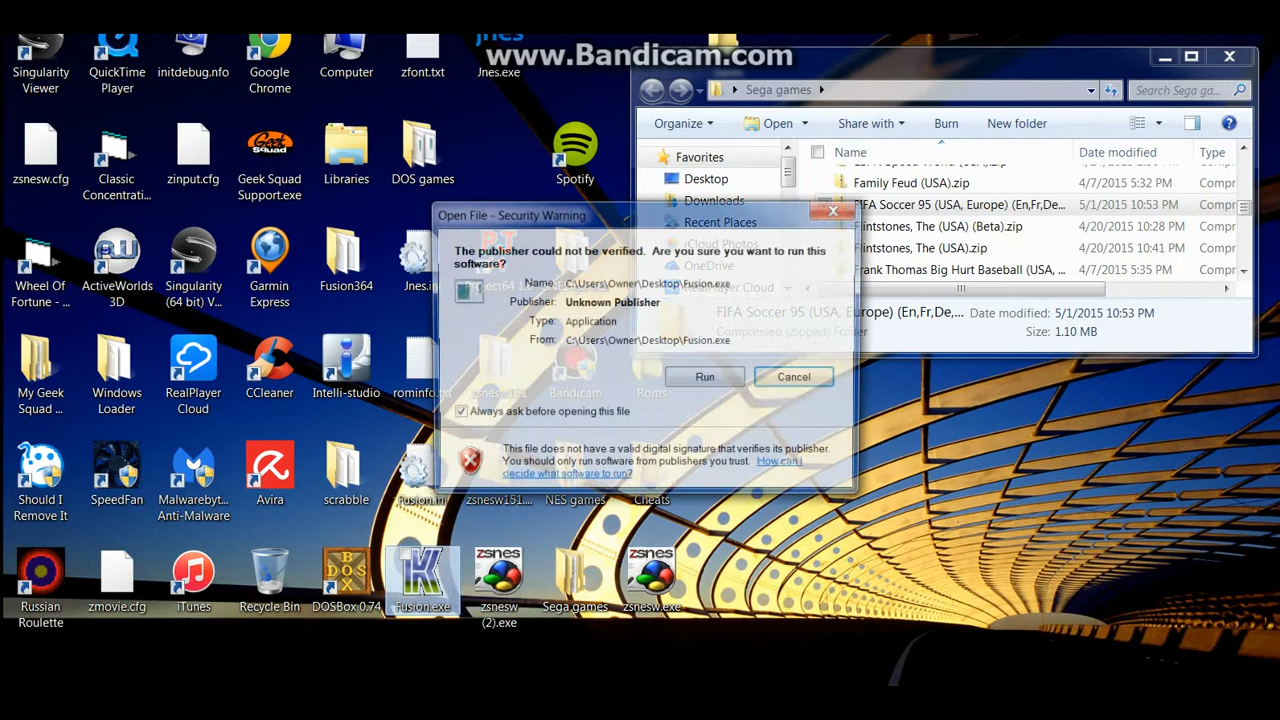 www.Bandicam.com
Singularity
Viewer
QuickTime
Player
initdebug.nfo
Google
Chrome
Computer
zfont.txt
Jnes.exe
zsnesw.cfg
Classic
Concentrati...
zinput.cfg
Geek Squad
Geek Squad
Support.exe
Libraries
DOS games
Spotify
Wheel Of
Fortune - ...
ActiveWorlds
3D
Singularity
(64 bit) V...
Garmin
Express
Fusion364
Jnes.in
My Geek
Squad ...
Windows
Loader
RealPlayer
Cloud
CCleaner
Intelli-studio
rominfo.txt
zsnes151
Bandicam
Roms
Should I
Remove It
SpeedFan
Malwarebyt...
Anti-Malware
Avira
scrabble
Fusion.ini
zsnesw151....
NES games
Cheats
Russian
Roulette
zmovie.cfg
iTunes
Recycle Bin
DOSBox 0.74
Fusion.exe
zsnes
zsnesw
(2).exe
Sega games
zsnes
zsnesw.exe
Sega games
Search Sega ga...
Organize
Open
Share with
Burn
New folder
Favorites
Desktop
Downloads
Recent Places
iCloud Photos
OneDrive
RealPlayer Cloud
Name
Date modified
Type
Family Feud (USA).zip
4/7/2015 5:32 PM
Compr
FIFA Soccer 95 (USA, Europe) (En,Fr,De,...
5/1/2015 10:53 PM
Compr
Flintstones, The (USA) (Beta).zip
4/20/2015 10:28 PM
Compr
Flintstones, The (USA).zip
4/20/2015 10:41 PM
Compr
Frank Thomas Big Hurt Baseball (USA, ...
4/7/2015 5:35 PM
Compr
FIFA Soccer 95 (USA, Europe) (En,Fr,De,...
Date modified: 5/1/2015 10:53 PM
Compressed (zipped) Folder
Size: 1.10 MB
Open File - Security Warning
The publisher could not be verified. Are you sure you want to run this
software?
Name: C:\Users\Owner\Desktop\Fusion.exe
Publisher: Unknown Publisher
Type: Application
From: C:\Users\Owner\Desktop\Fusion.exe
Run
Cancel
Always ask before opening this file
This file does not have a valid digital signature that verifies its publisher.
You should only run software from publishers you trust. How can I
decide what software to run?